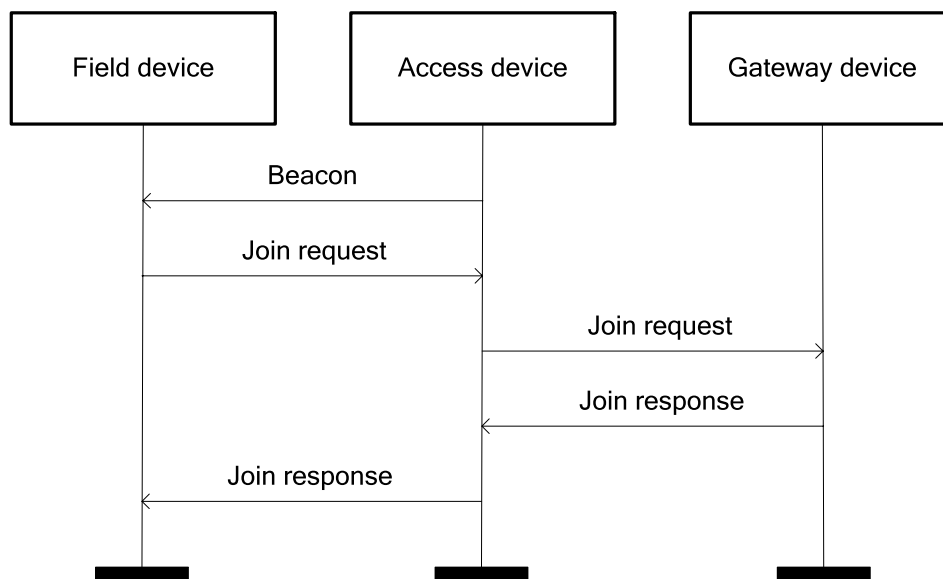 Field device
Access device
Gateway device
Beacon
Join request
Join request
Join response
Join response